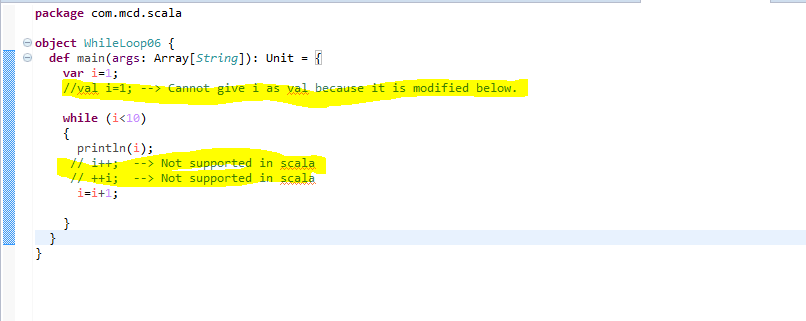 package com.mcd.scala
object WhileLoop06 {
def main(args: Array[String]): Unit = {
var i=1;
//val i=1; --> Cannot give i as val because it is modified below.
while (i<10)
{
println(i);
// i++;  --> Not supported in scala
// ++i;  --> Not supported in scala
i=i+1;
}
}
}